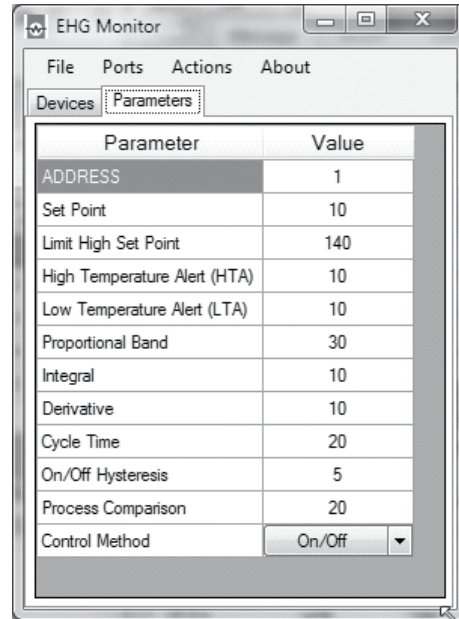 EHG Monitor
File Ports Actions About
Devices Parameters
Parameter Value
ADDRESS 1
Set Point 10
Limit High Set Point 140
High Temperature Alert (HTA) 10
Low Temperature Alert (LTA) 10
Proportional Band 30
Integral 10
Derivative 10
Cycle Time 20
On/Off Hysteresis 5
Process Comparison 20
Control Method On/Off